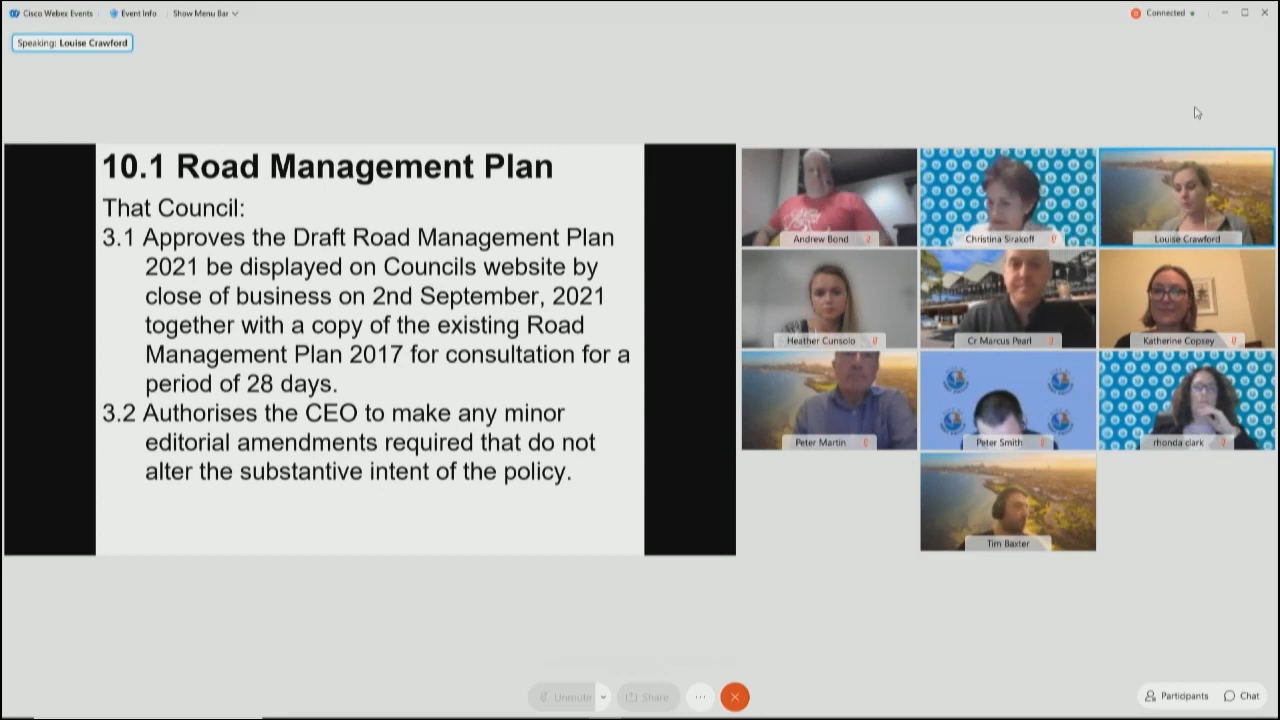 Cisco Webex Events
Event Info
Show Menu Bar
Connected
Speaking: Louise Crawford
10.1 Road Management Plan
That Council:
3.1 Approves the Draft Road Management Plan
2021 be displayed on Councils website by
close of business on 2nd September, 2021
together with a copy of the existing Road
Management Plan 2017 for consultation for a
period of 28 days.
3.2 Authorises the CEO to make any minor
editorial amendments required that do not
alter the substantive intent of the policy.
Andrew Bond
Christina Sirakoff
Louise Crawford
Heather Cunsolo
Cr Marcus Pearl
Katherine Copsey
Peter Martin
Peter Smith
rhonda clark
Tim Baxter
Unmute
Share
Participants
Chat